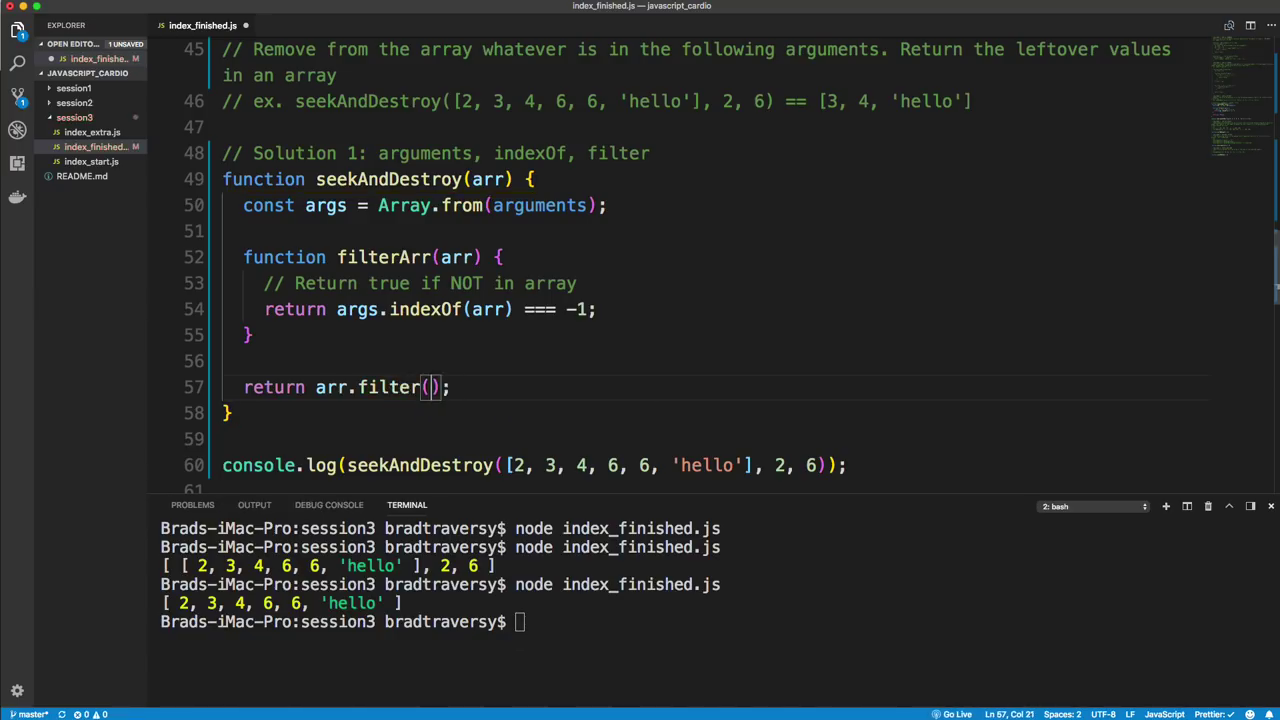 index_finished.js — javascript_cardio
EXPLORER
index_finished.js
OPEN EDITO... 1 UNSAVED
index_finishe... M
JAVASCRIPT_CARDIO
session1
session2
session3
JS index_extra.js
JS index_finished... M
JS index_start.js
README.md
45 // Remove from the array whatever is in the following arguments. Return the leftover values
in an array
46 // ex. seekAndDestroy([2, 3, 4, 6, 6, 'hello'], 2, 6) == [3, 4, 'hello']
47
48 // Solution 1: arguments, indexOf, filter
49 function seekAndDestroy(arr) {
50 const args = Array.from(arguments);
51
52 function filterArr(arr) {
53 // Return true if NOT in array
54 return args.indexOf(arr) === -1;
55 }
56
57 return arr.filter();
58 }
59
60 console.log(seekAndDestroy([2, 3, 4, 6, 6, 'hello'], 2, 6));
61
PROBLEMS OUTPUT DEBUG CONSOLE TERMINAL 2: bash
Brads-iMac-Pro:session3 bradtraversy$ node index_finished.js
Brads-iMac-Pro:session3 bradtraversy$ node index_finished.js
[ [ 2, 3, 4, 6, 6, 'hello' ], 2, 6 ]
Brads-iMac-Pro:session3 bradtraversy$ node index_finished.js
[ 2, 3, 4, 6, 6, 'hello' ]
Brads-iMac-Pro:session3 bradtraversy$
master* 0 0 Go Live Ln 57, Col 21 Spaces: 2 UTF-8 LF JavaScript Prettier: ✓